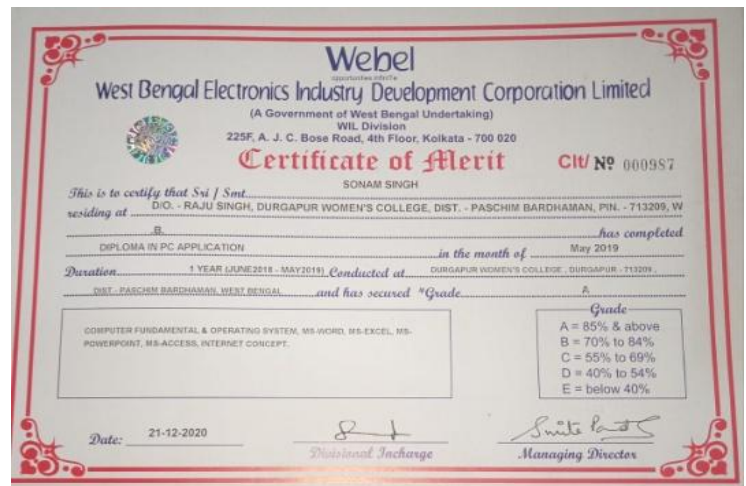 Webel
opportunities infinite
West Bengal Electronics Industry Development Corporation Limited
(A Government of West Bengal Undertaking)
WIL Division
225F, A. J. C. Bose Road, 4th Floor, Kolkata - 700 020
Certificate of Merit
Clt/ Nº 000987
This is to certify that Sri / Smt. SONAM SINGH
residing at D/O. - RAJU SINGH, DURGAPUR WOMEN'S COLLEGE, DIST. - PASCHIM BARDHAMAN, PIN. - 713209, W
.B. has completed
DIPLOMA IN PC APPLICATION in the month of May 2019
Duration 1 YEAR (JUNE2018 - MAY2019) Conducted at DURGAPUR WOMEN'S COLLEGE , DURGAPUR - 713209 ,
DIST - PASCHIM BARDHAMAN, WEST BENGAL and has secured *Grade A
COMPUTER FUNDAMENTAL & OPERATING SYSTEM, MS-WORD, MS-EXCEL, MS-
POWERPOINT, MS-ACCESS, INTERNET CONCEPT.
Grade
A = 85% & above
B = 70% to 84%
C = 55% to 69%
D = 40% to 54%
E = below 40%
Date: 21-12-2020
Divisional Incharge
Managing Director